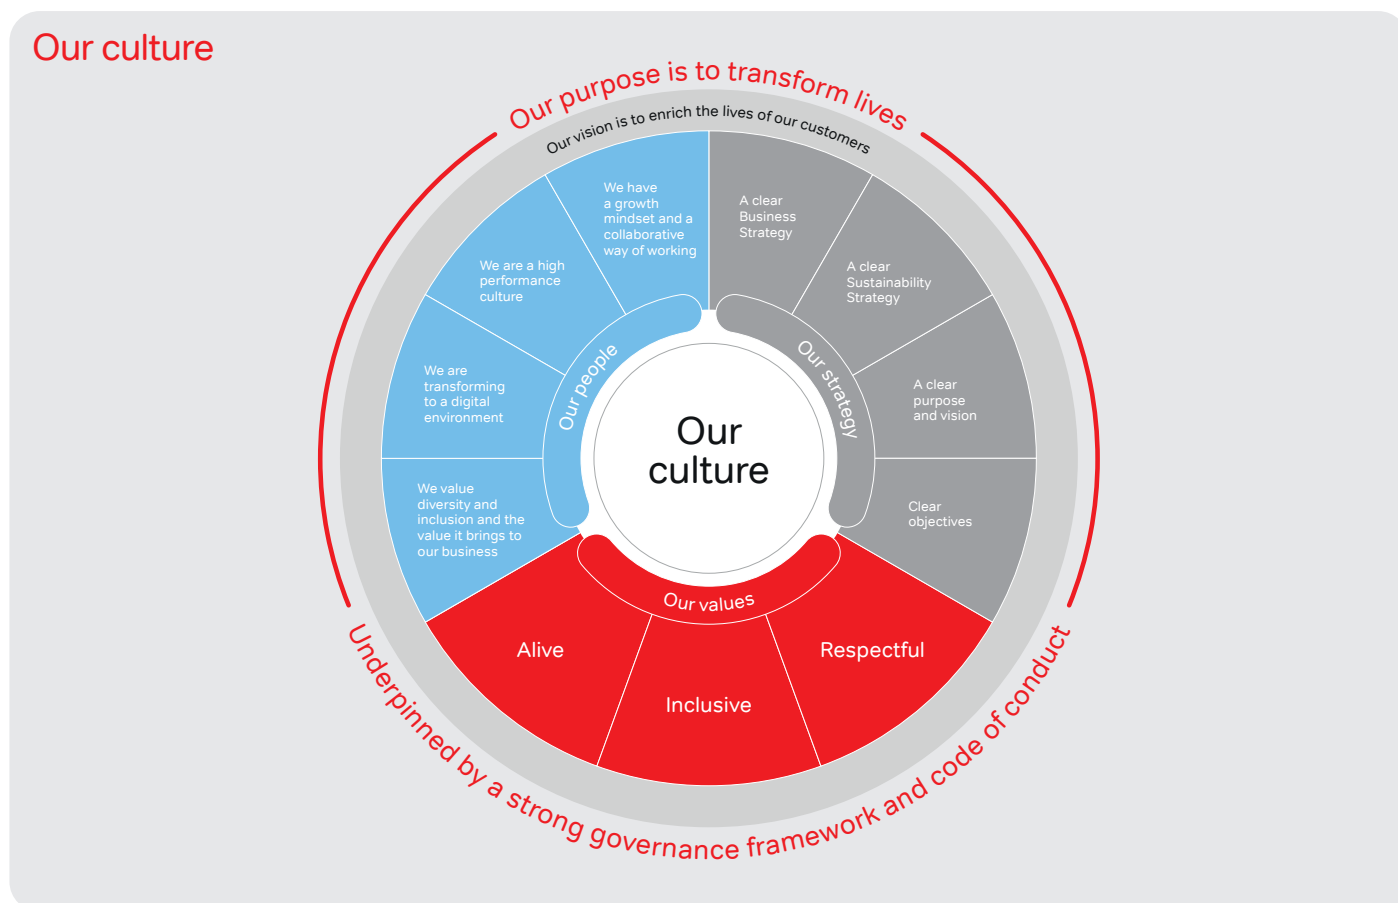 Our culture
Our purpose is to transform lives
Our vision is to enrich the lives of our customers
We have
a growth
mindset and a
collaborative
way of working
A clear
Business
Strategy
We are a high
performance
culture
A clear
Sustainability
Strategy
We are
transforming
to a digital
environment
A clear
purpose
and vision
We value
diversity and
inclusion and the
value it brings to
our business
Clear
objectives
Our people
Our strategy
Our
culture
Our values
Alive
Inclusive
Respectful
Underpinned by a strong governance framework and code of conduct